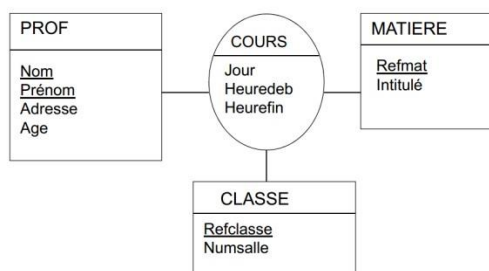 PROF
Nom
Prénom
Adresse
Age
COURS
Jour
Heuredeb
Heurefin
MATIERE
Refmat
Intitulé
CLASSE
Refclasse
Numsalle